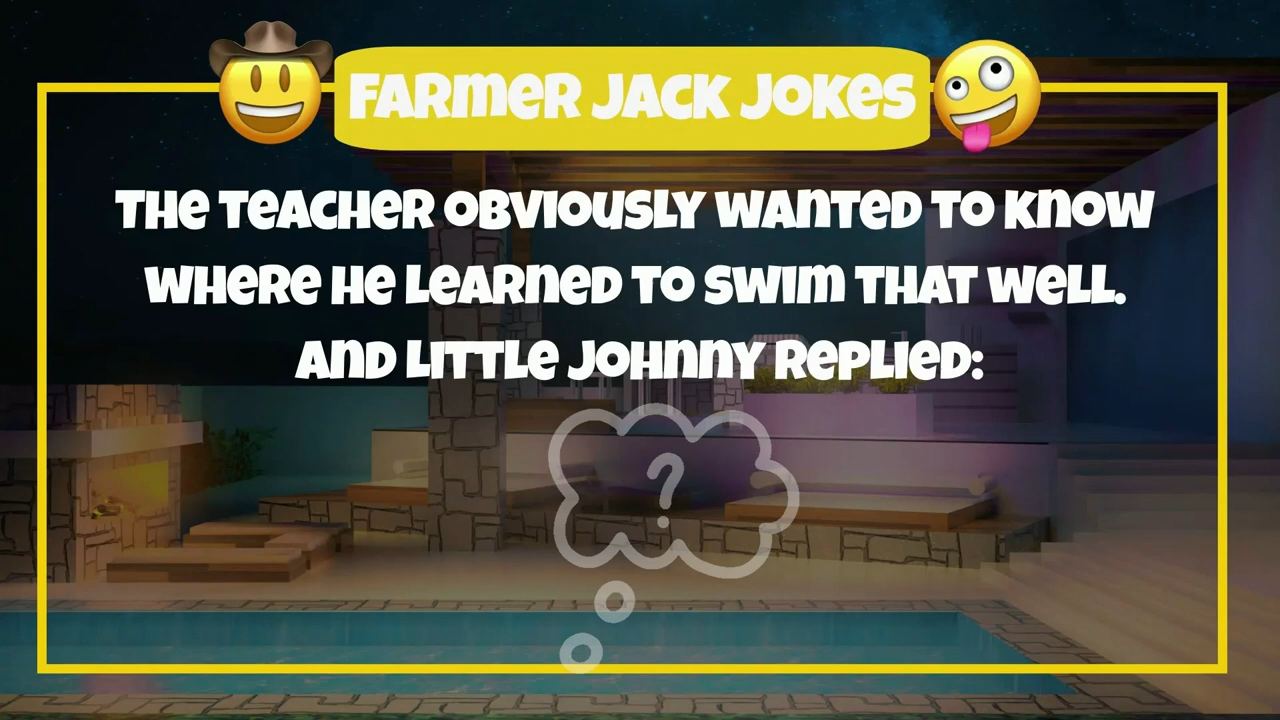 FARMER JACK JOKES
THE TEACHER OBVIOUSLY WANTED TO KNOW
WHERE HE LEARNED TO SWIM THAT WELL.
AND LITTLE JOHNNY REPLIED:
?